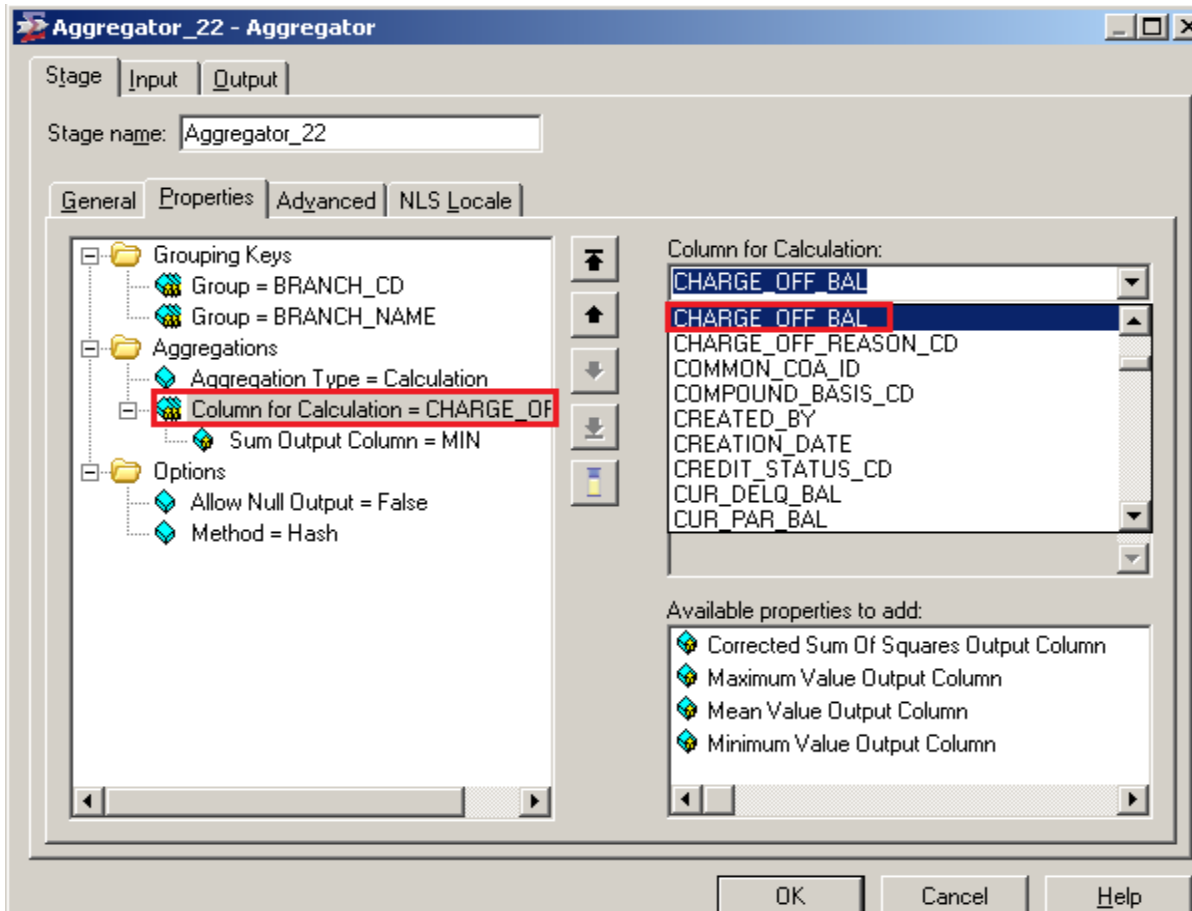 Aggregator_22 - Aggregator
Stage Input Output
Stage name: Aggregator_22
General Properties Advanced NLS Locale
Grouping Keys
Group = BRANCH_CD
Group = BRANCH_NAME
Aggregations
Aggregation Type = Calculation
Column for Calculation = CHARGE_OF
Sum Output Column = MIN
Options
Allow Null Output = False
Method = Hash
Column for Calculation:
CHARGE_OFF_BAL
CHARGE_OFF_BAL
CHARGE_OFF_REASON_CD
COMMON_COA_ID
COMPOUND_BASIS_CD
CREATED_BY
CREATION_DATE
CREDIT_STATUS_CD
CUR_DELQ_BAL
CUR_PAR_BAL
Available properties to add:
Corrected Sum Of Squares Output Column
Maximum Value Output Column
Mean Value Output Column
Minimum Value Output Column
OK Cancel Help